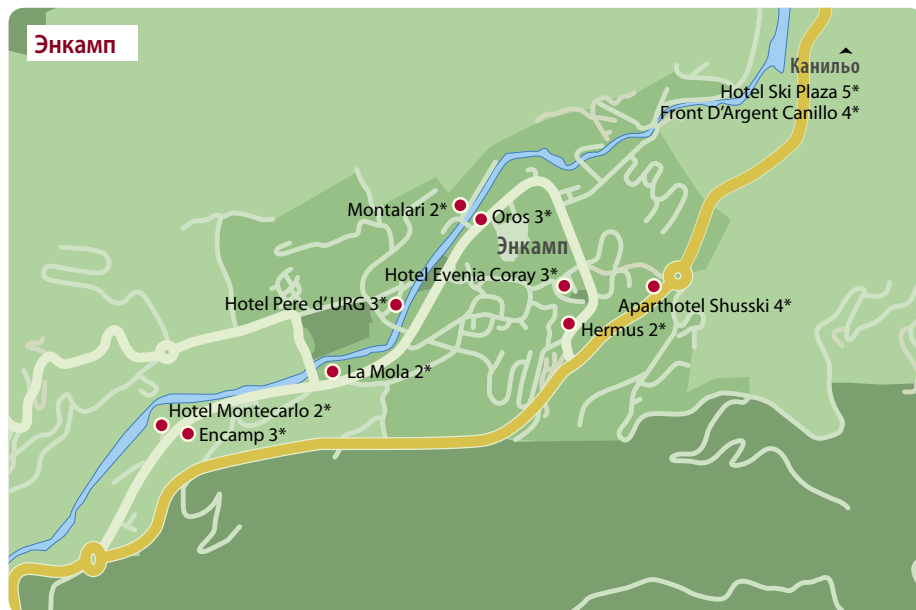 Энкамп
Канильо
Hotel Ski Plaza 5*
Front D'Argent Canillo 4*
Montalari 2*
Oros 3*
Энкамп
Hotel Evenia Coray 3*
Hotel Pere d' URG 3*
Aparthotel Shusski 4*
Hermus 2*
La Mola 2*
Hotel Montecarlo 2*
Encamp 3*